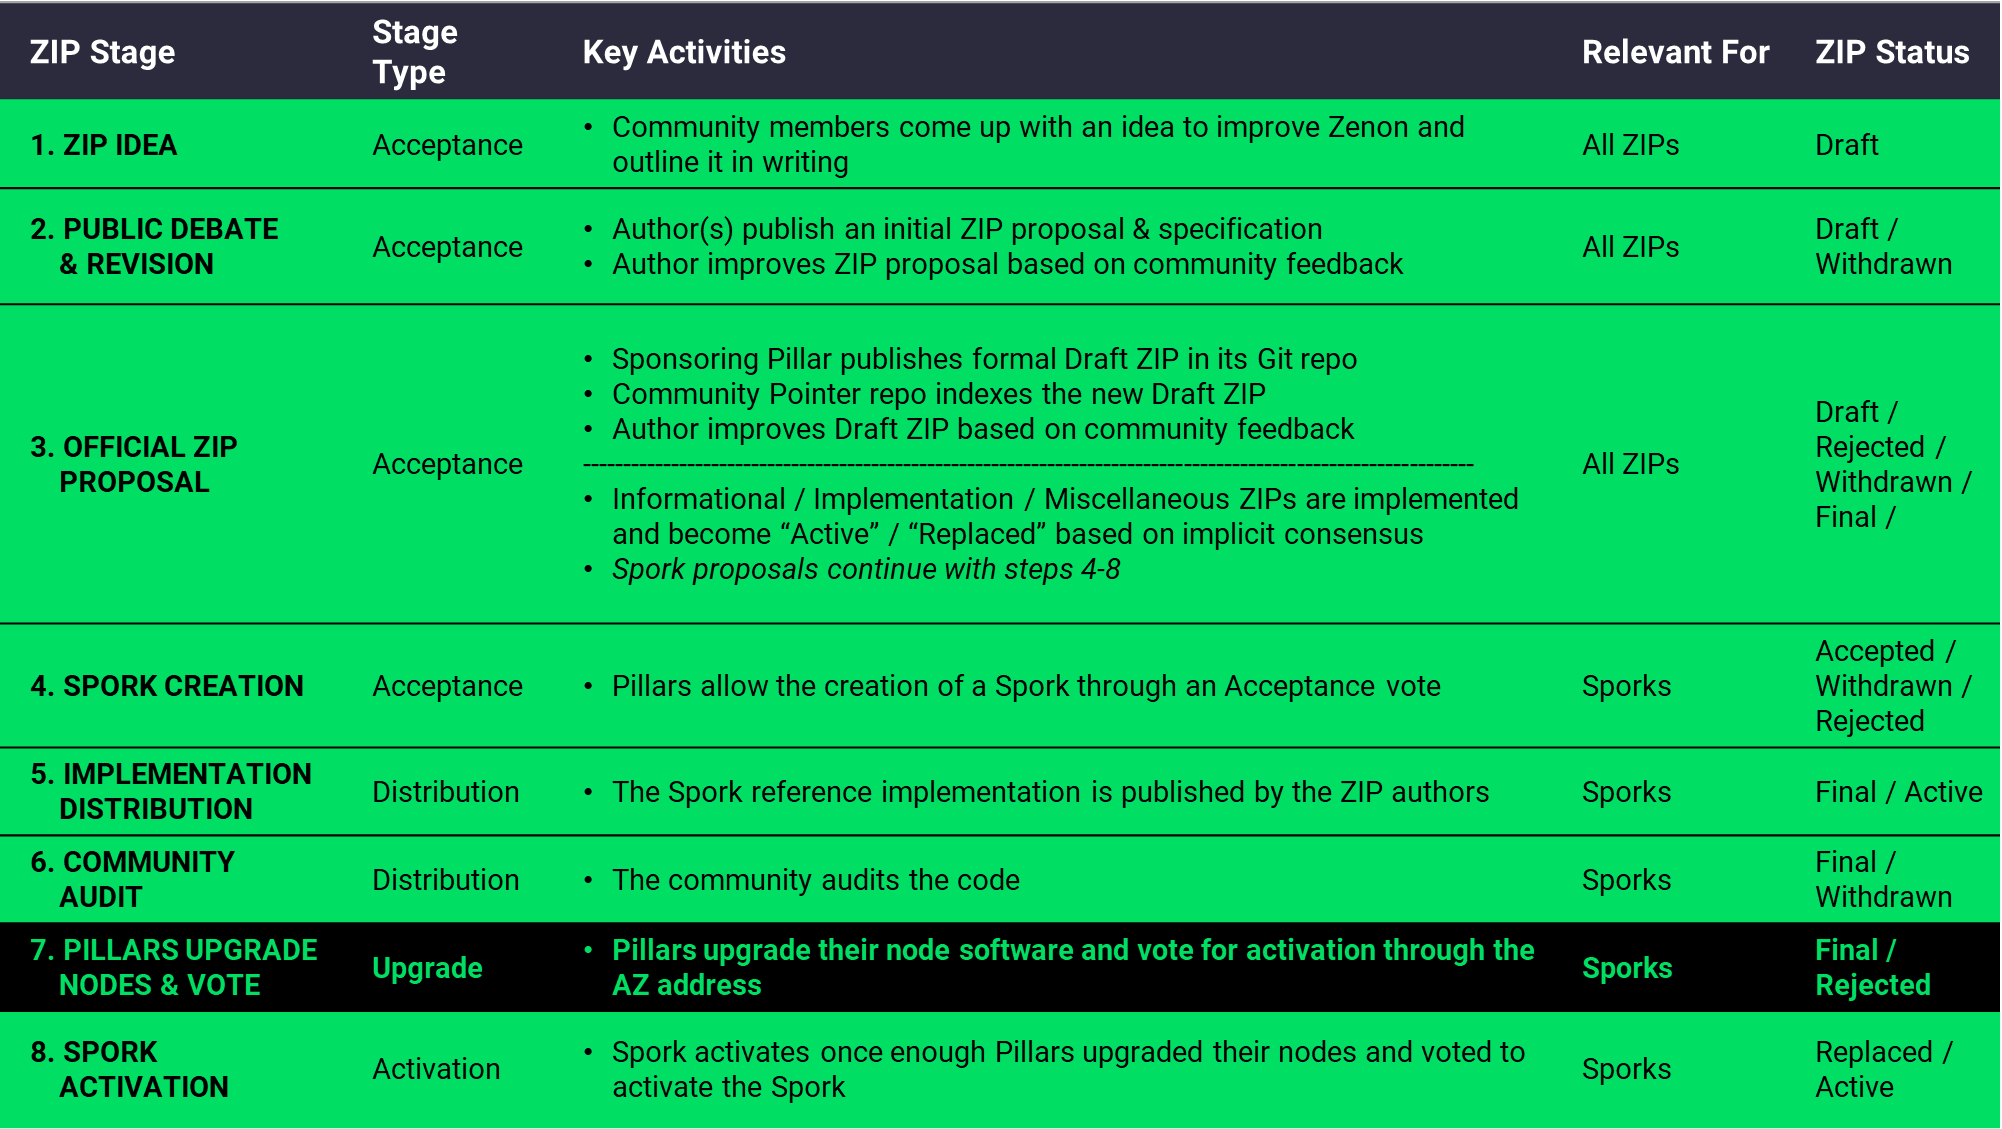 ZIP Stage
Stage
Type
Key Activities
Relevant For
ZIP Status
1. ZIP IDEA
Acceptance
• Community members come up with an idea to improve Zenon and
outline it in writing
All ZIPs
Draft
2. PUBLIC DEBATE
& REVISION
Acceptance
• Author(s) publish an initial ZIP proposal & specification
• Author improves ZIP proposal based on community feedback
All ZIPs
Draft /
Withdrawn
3. OFFICIAL ZIP
PROPOSAL
Acceptance
• Sponsoring Pillar publishes formal Draft ZIP in its Git repo
• Community Pointer repo indexes the new Draft ZIP
• Author improves Draft ZIP based on community feedback
---------------------------------------------------------------------------------------------------------------
• Informational / Implementation / Miscellaneous ZIPs are implemented
and become “Active” / “Replaced” based on implicit consensus
• Spork proposals continue with steps 4-8
All ZIPs
Draft /
Rejected /
Withdrawn /
Final /
4. SPORK CREATION
Acceptance
• Pillars allow the creation of a Spork through an Acceptance vote
Sporks
Accepted /
Withdrawn /
Rejected
5. IMPLEMENTATION
DISTRIBUTION
Distribution
• The Spork reference implementation is published by the ZIP authors
Sporks
Final / Active
6. COMMUNITY
AUDIT
Distribution
• The community audits the code
Sporks
Final /
Withdrawn
7. PILLARS UPGRADE
NODES & VOTE
Upgrade
• Pillars upgrade their node software and vote for activation through the
AZ address
Sporks
Final /
Rejected
8. SPORK
ACTIVATION
Activation
• Spork activates once enough Pillars upgraded their nodes and voted to
activate the Spork
Sporks
Replaced /
Active